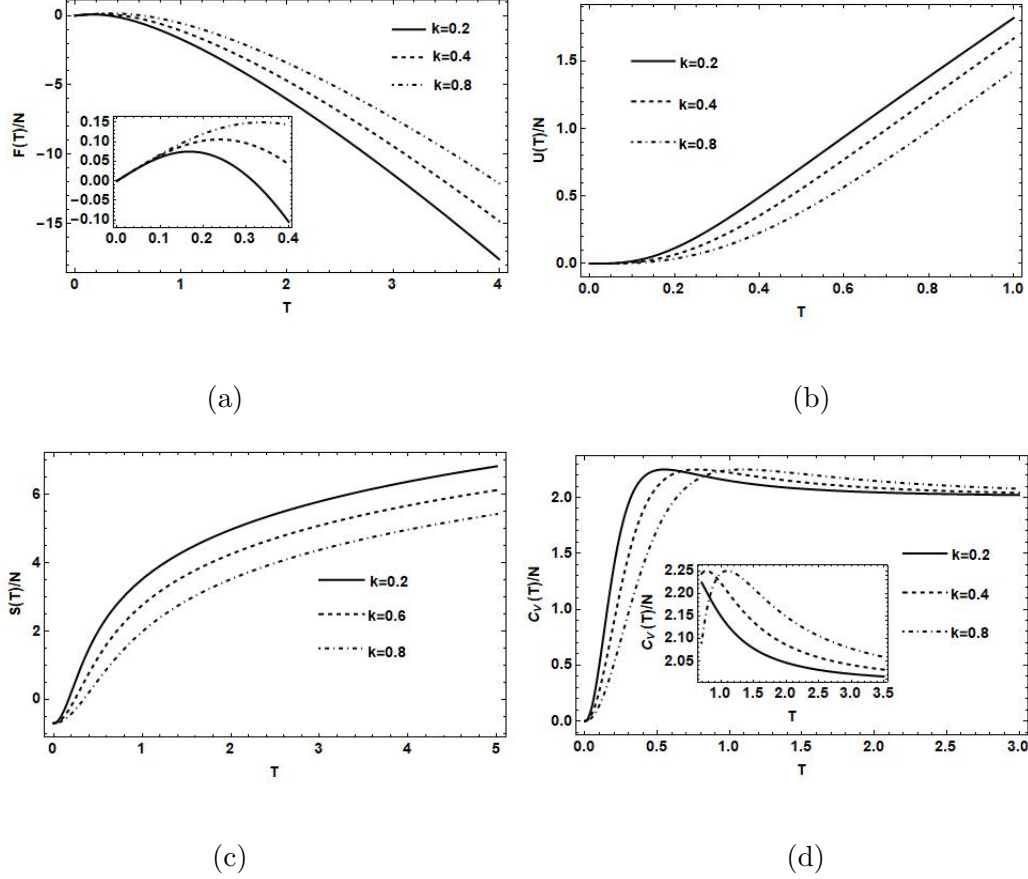 0
−5
−10
−15
F(T)/N
k=0.2
k=0.4
k=0.8
0.15
0.10
0.05
0.00
−0.05
−0.10
0.0 0.1 0.2 0.3 0.4
0 1 2 3 4
T
(a)
1.5
1.0
0.5
0.0
U(T)/N
k=0.2
k=0.4
k=0.8
0.0 0.2 0.4 0.6 0.8 1.0
T
(b)
6
4
2
0
S(T)/N
k=0.2
k=0.6
k=0.8
0 1 2 3 4 5
T
(c)
2.0
1.5
1.0
0.5
0.0
Cᵥ(T)/N
k=0.2
k=0.4
k=0.8
2.25
2.20
2.15
2.10
2.05
Cᵥ(T)/N
1.0 1.5 2.0 2.5 3.0 3.5
T
0.0 0.5 1.0 1.5 2.0 2.5 3.0
T
(d)